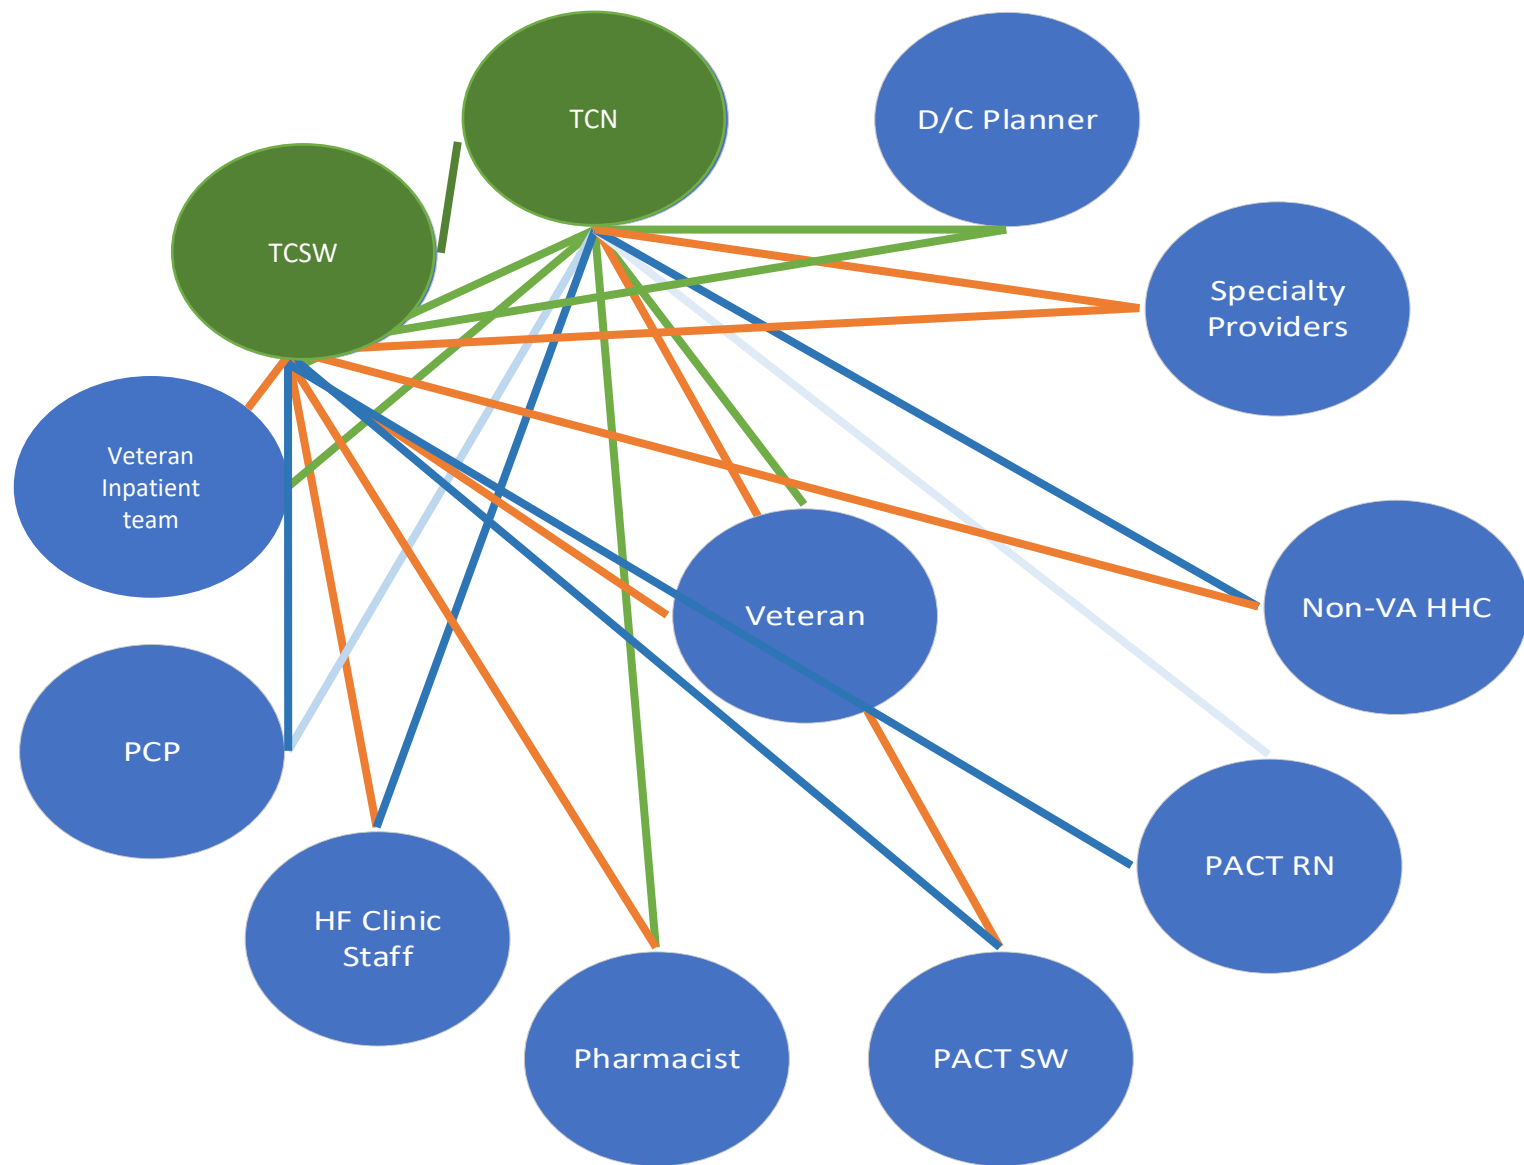 TCN
D/C Planner
TCSW
Specialty
Providers
Veteran
Inpatient
team
Veteran
Non-VA HHC
PCP
PACT RN
HF Clinic
Staff
Pharmacist
PACT SW